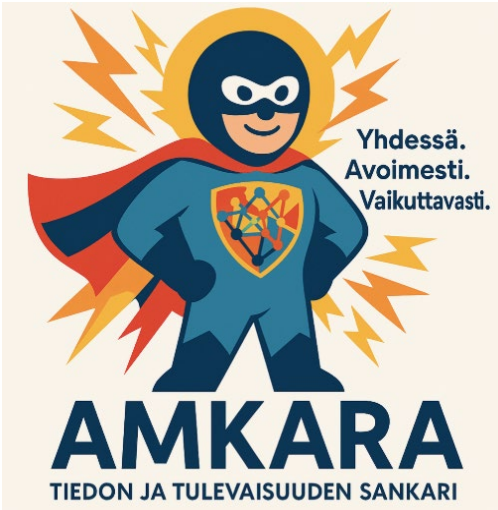 Yhdessä.
Avoimesti.
Vaikuttavasti.
AMKARA
TIEDON JA TULEVAISUUDEN SANKARI